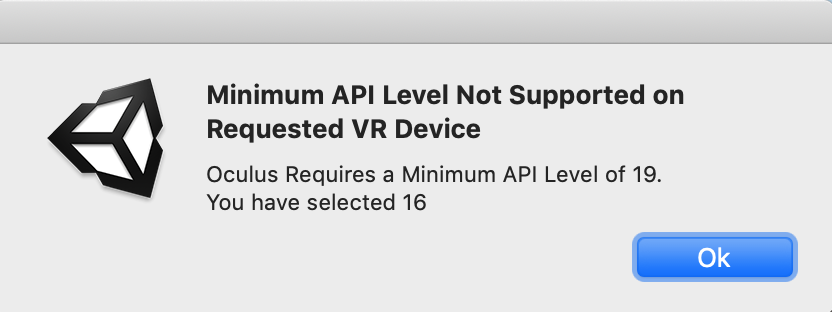 Minimum API Level Not Supported on
Requested VR Device
Oculus Requires a Minimum API Level of 19.
You have selected 16
Ok